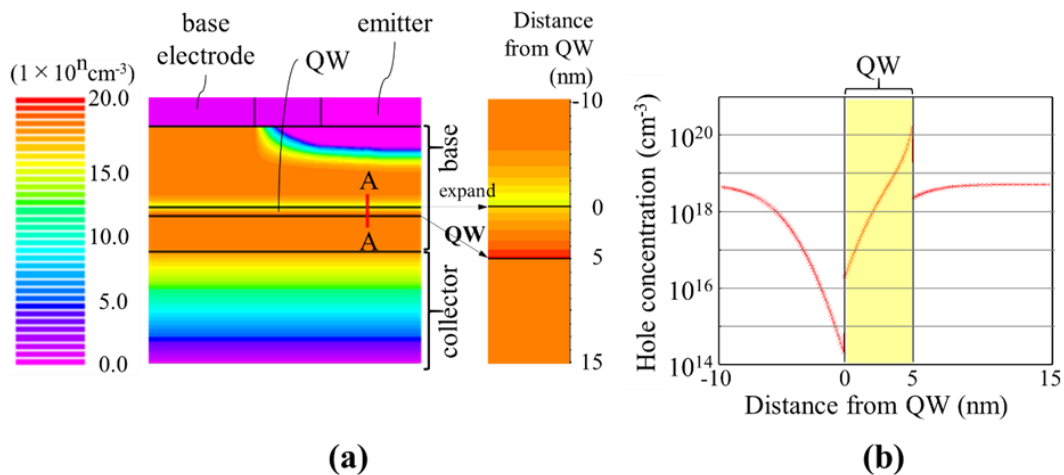 (a)
base
electrode
emitter
QW
Distance
from QW
(nm)
(1 × 10ⁿcm⁻³)
20.0
15.0
10.0
5.0
0.0
base
collector
A
A
expand
QW
-10
0
5
15
(b)
QW
Hole concentration (cm⁻³)
10²⁰
10¹⁸
10¹⁶
10¹⁴
-10
0
5
15
Distance from QW (nm)
(a)
(b)